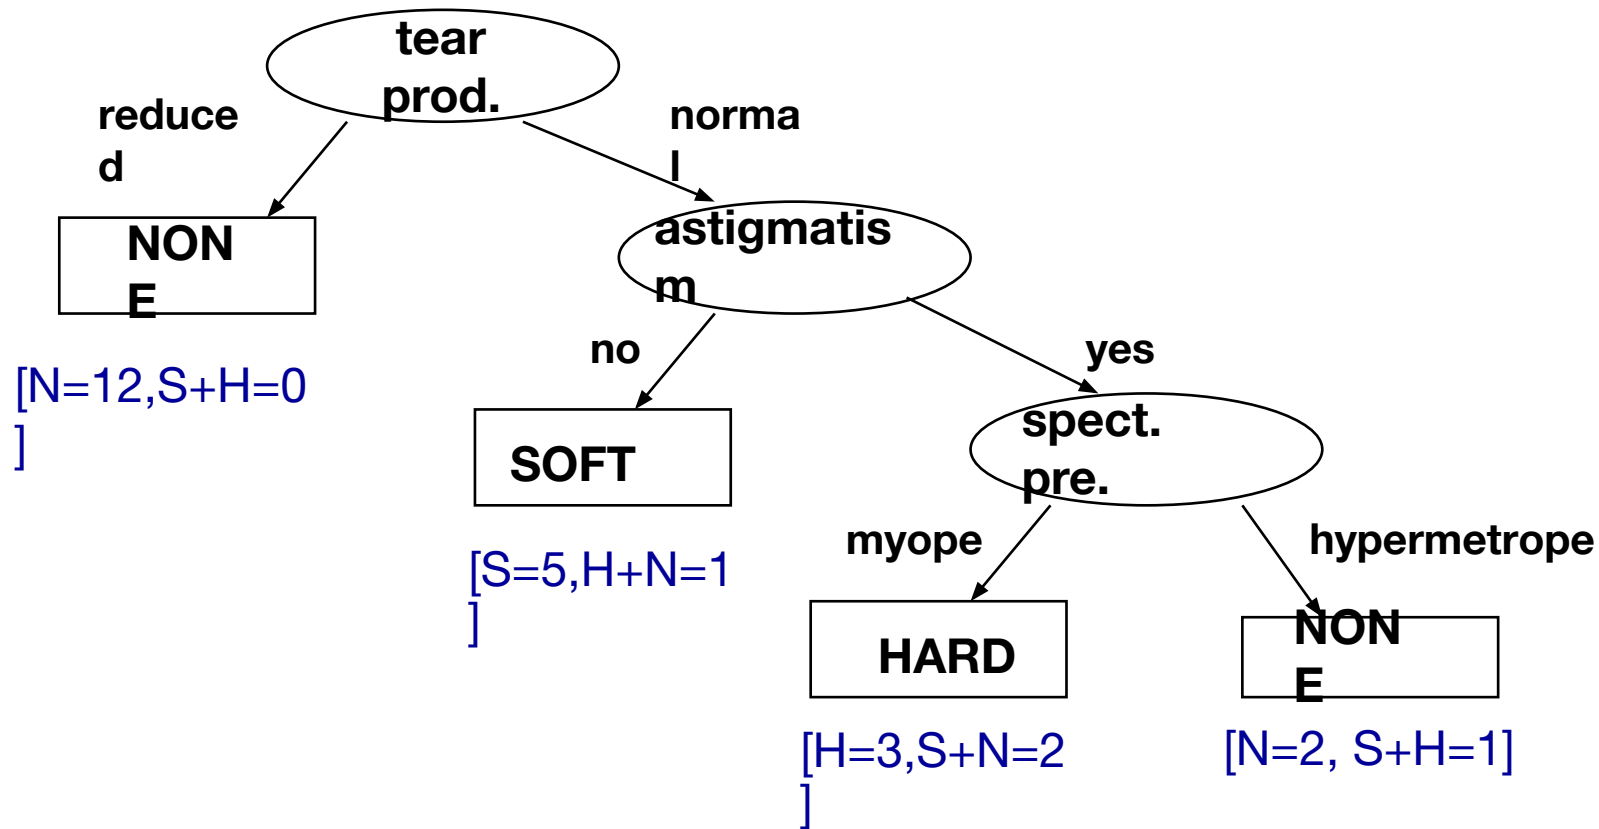 tear
prod.
reduce
d
norma
l
NON
E
astigmatis
m
[N=12,S+H=0
]
no
yes
SOFT
spect.
pre.
[S=5,H+N=1
]
myope
hypermetrope
HARD
NON
E
[H=3,S+N=2
]
[N=2, S+H=1]